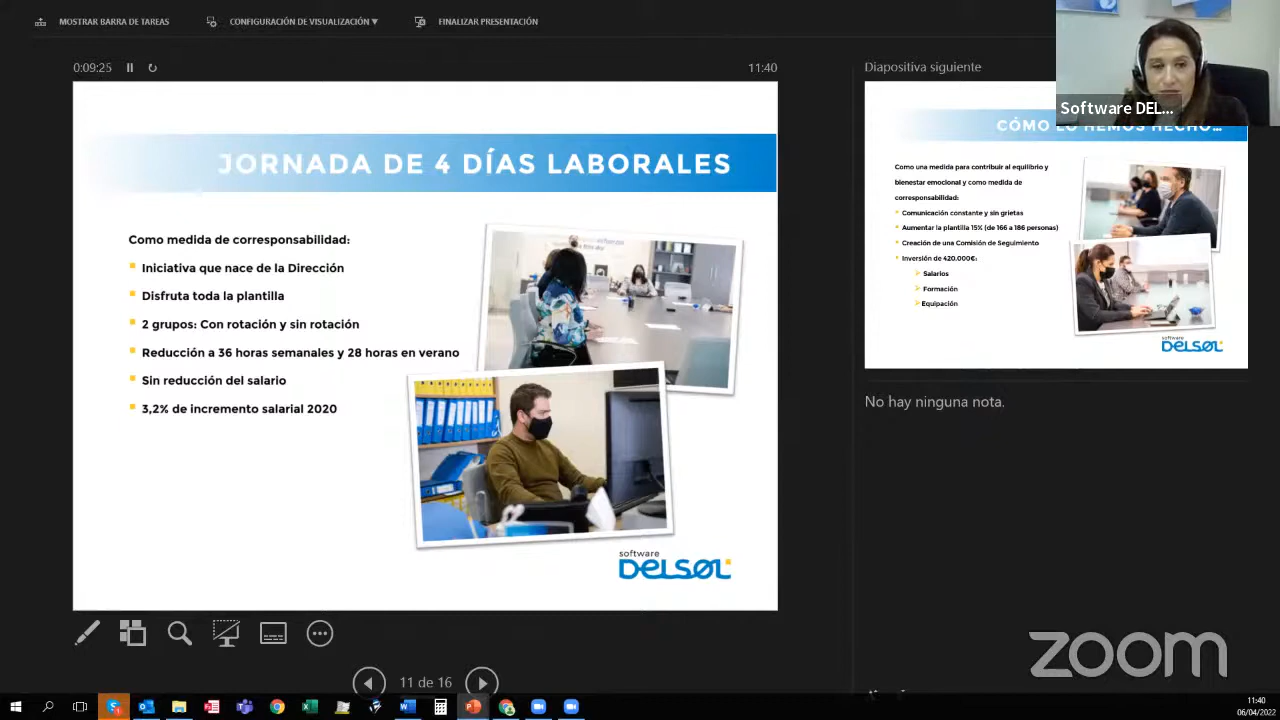 MOSTRAR BARRA DE TAREAS
CONFIGURACIÓN DE VISUALIZACIÓN ▼
FINALIZAR PRESENTACIÓN
0:09:25
11:40
JORNADA DE 4 DÍAS LABORALES
Como medida de corresponsabilidad:
Iniciativa que nace de la Dirección
Disfruta toda la plantilla
2 grupos: Con rotación y sin rotación
Reducción a 36 horas semanales y 28 horas en verano
Sin reducción del salario
3,2% de incremento salarial 2020
software
DELSOL
11 de 16
Diapositiva siguiente
Software DEL...
CÓMO LO HEMOS HECHO...
Como una medida para contribuir al equilibrio y
bienestar emocional y como medida de
corresponsabilidad:
Comunicación constante y sin grietas
Aumentar la plantilla 15% (de 166 a 186 personas)
Creación de una Comisión de Seguimiento
Inversión de 420.000€:
Salarios
Formación
Equipación
software
DELSOL
No hay ninguna nota.
zoom
11:40
06/04/2022